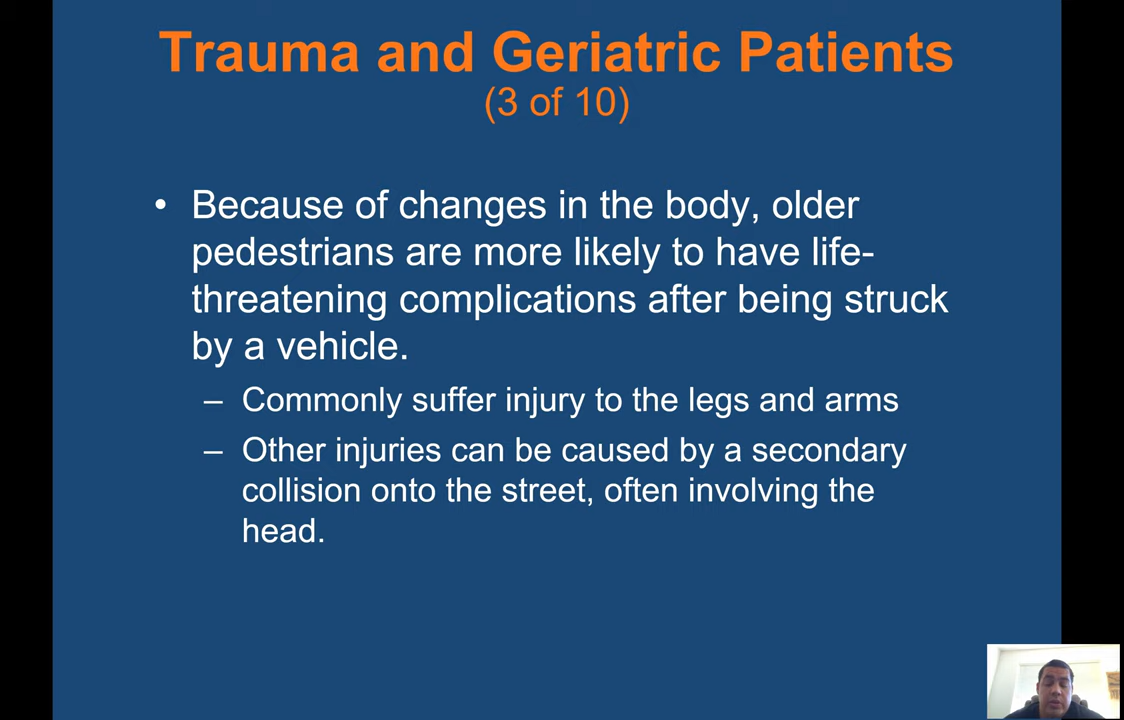 Trauma and Geriatric Patients
(3 of 10)
• Because of changes in the body, older
pedestrians are more likely to have life-
threatening complications after being struck
by a vehicle.
– Commonly suffer injury to the legs and arms
– Other injuries can be caused by a secondary
collision onto the street, often involving the
head.